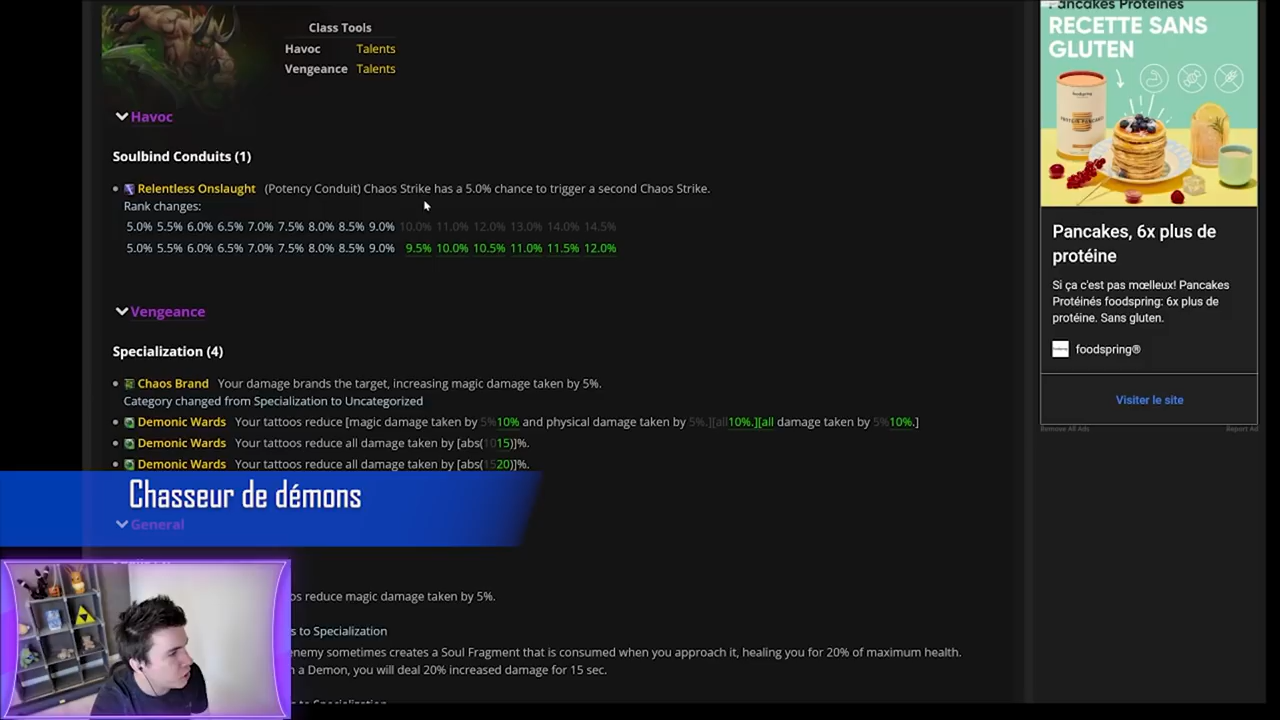 Class Tools
Havoc Talents
Vengeance Talents
Havoc
Soulbind Conduits (1)
Relentless Onslaught (Potency Conduit) Chaos Strike has a 5.0% chance to trigger a second Chaos Strike.
Rank changes:
5.0% 5.5% 6.0% 6.5% 7.0% 7.5% 8.0% 8.5% 9.0% 10.0% 11.0% 12.0% 13.0% 14.0% 14.5%
5.0% 5.5% 6.0% 6.5% 7.0% 7.5% 8.0% 8.5% 9.0% 9.5% 10.0% 10.5% 11.0% 11.5% 12.0%
Vengeance
Specialization (4)
Chaos Brand Your damage brands the target, increasing magic damage taken by 5%.
Category changed from Specialization to Uncategorized
Demonic Wards Your tattoos reduce [magic damage taken by 5%10% and physical damage taken by 5%.][all10%.][all damage taken by 5%10%.]
Demonic Wards Your tattoos reduce all damage taken by [abs(1015)]%.
Demonic Wards Your tattoos reduce all damage taken by [abs(1520)]%.
Chasseur de démons
General
os reduce magic damage taken by 5%.
s to Specialization
enemy sometimes creates a Soul Fragment that is consumed when you approach it, healing you for 20% of maximum health.
n a Demon, you will deal 20% increased damage for 15 sec.
to Specialization
Pancakes Protéinés
RECETTE SANS
GLUTEN
Pancakes, 6x plus de
protéine
Si ça c'est pas mœlleux! Pancakes
Protéinés foodspring: 6x plus de
protéine. Sans gluten.
foodspring®
Visiter le site
Remove All Ads Report Ad